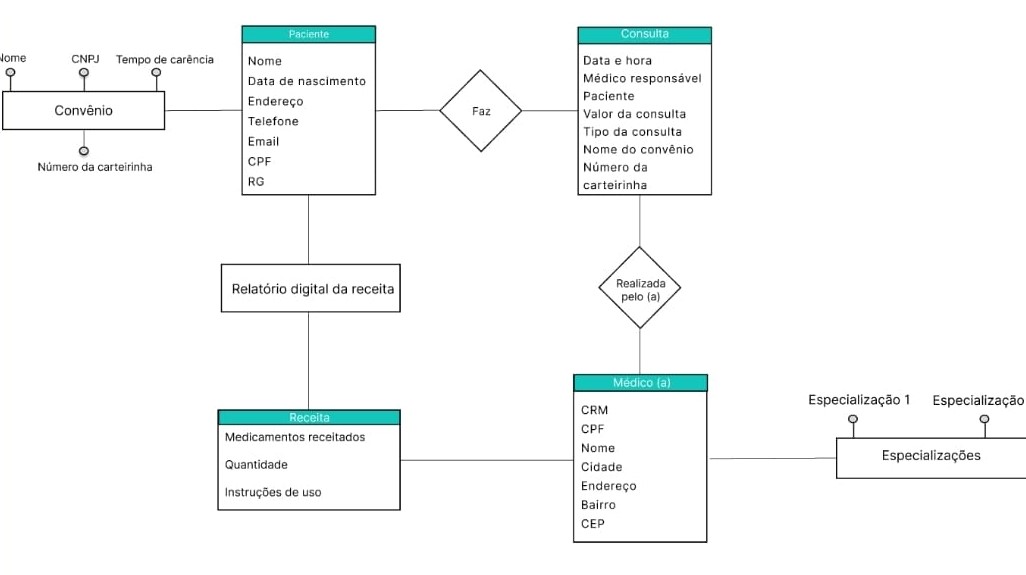 Paciente
Nome
Data de nascimento
Endereço
Telefone
Email
CPF
RG
Nome
CNPJ
Tempo de carência
Convênio
Número da carteirinha
Faz
Consulta
Data e hora
Médico responsável
Paciente
Valor da consulta
Tipo da consulta
Nome do convênio
Número da
carteirinha
Relatório digital da receita
Realizada
pelo (a)
Receita
Medicamentos receitados
Quantidade
Instruções de uso
Médico (a)
CRM
CPF
Nome
Cidade
Endereço
Bairro
CEP
Especialização 1
Especialização
Especializações